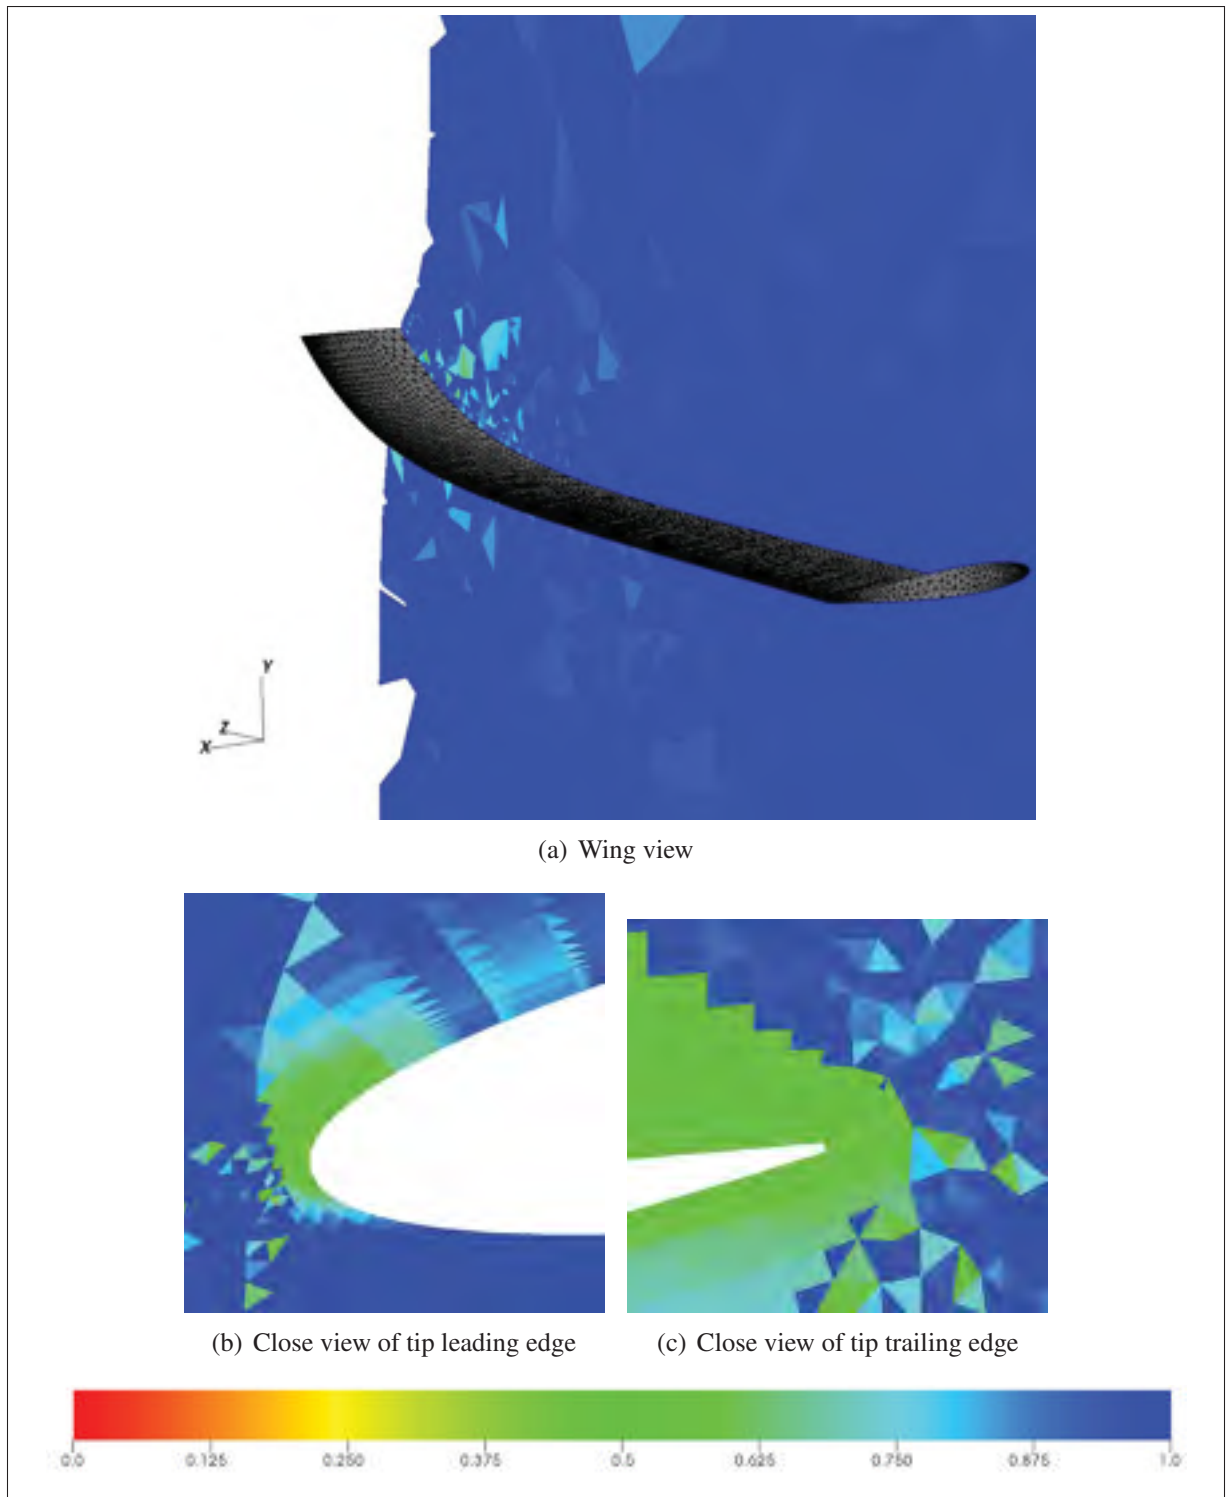 Y
Z
X
(a) Wing view
(b) Close view of tip leading edge
(c) Close view of tip trailing edge
0.0 0.125 0.250 0.375 0.5 0.625 0.750 0.875 1.0